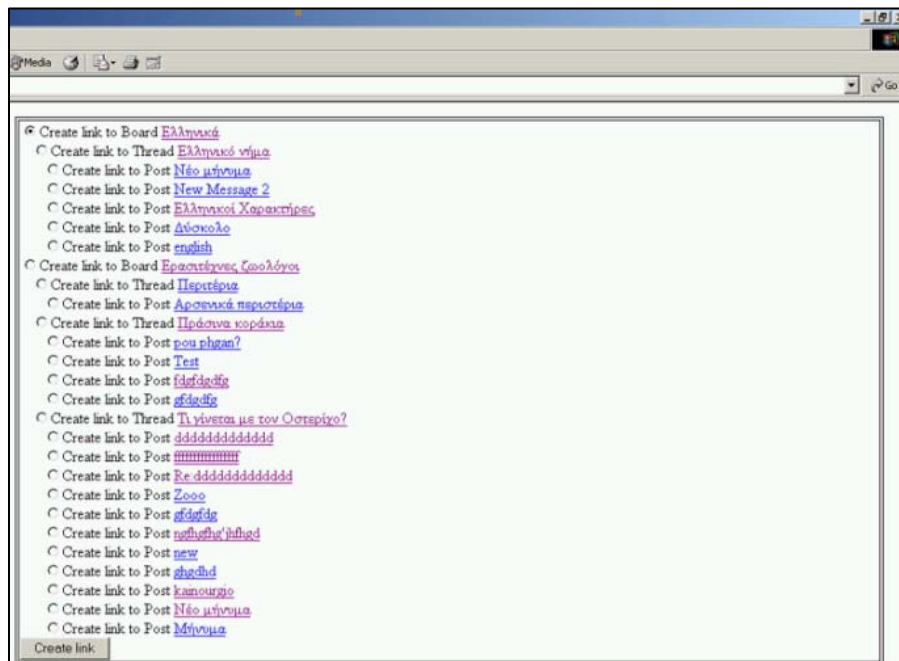 Media
Go
Create link to Board Ελληνικά
Create link to Thread Ελληνικό νήμα
Create link to Post Νέο μήνυμα
Create link to Post New Message 2
Create link to Post Ελληνικοί Χαρακτήρες
Create link to Post Δύσκολο
Create link to Post english
Create link to Board Ερασιτέχνες ζωολόγοι
Create link to Thread Περιτέρια
Create link to Post Αρσενικά περιστέρια
Create link to Thread Πράσινα κοράκια
Create link to Post pou phgan?
Create link to Post Test
Create link to Post fdgfdgdfg
Create link to Post gfdgdfg
Create link to Thread Τι γίνεται με τον Οστερίχο?
Create link to Post ddddddddddddd
Create link to Post
Create link to Post Re:ddddddddddddd
Create link to Post Zooo
Create link to Post gfdgfdg
Create link to Post ngfhgfhg'jhfhgd
Create link to Post new
Create link to Post ghgdhd
Create link to Post kainourgio
Create link to Post Νέο μήνυμα
Create link to Post Μήνυμα
Create link